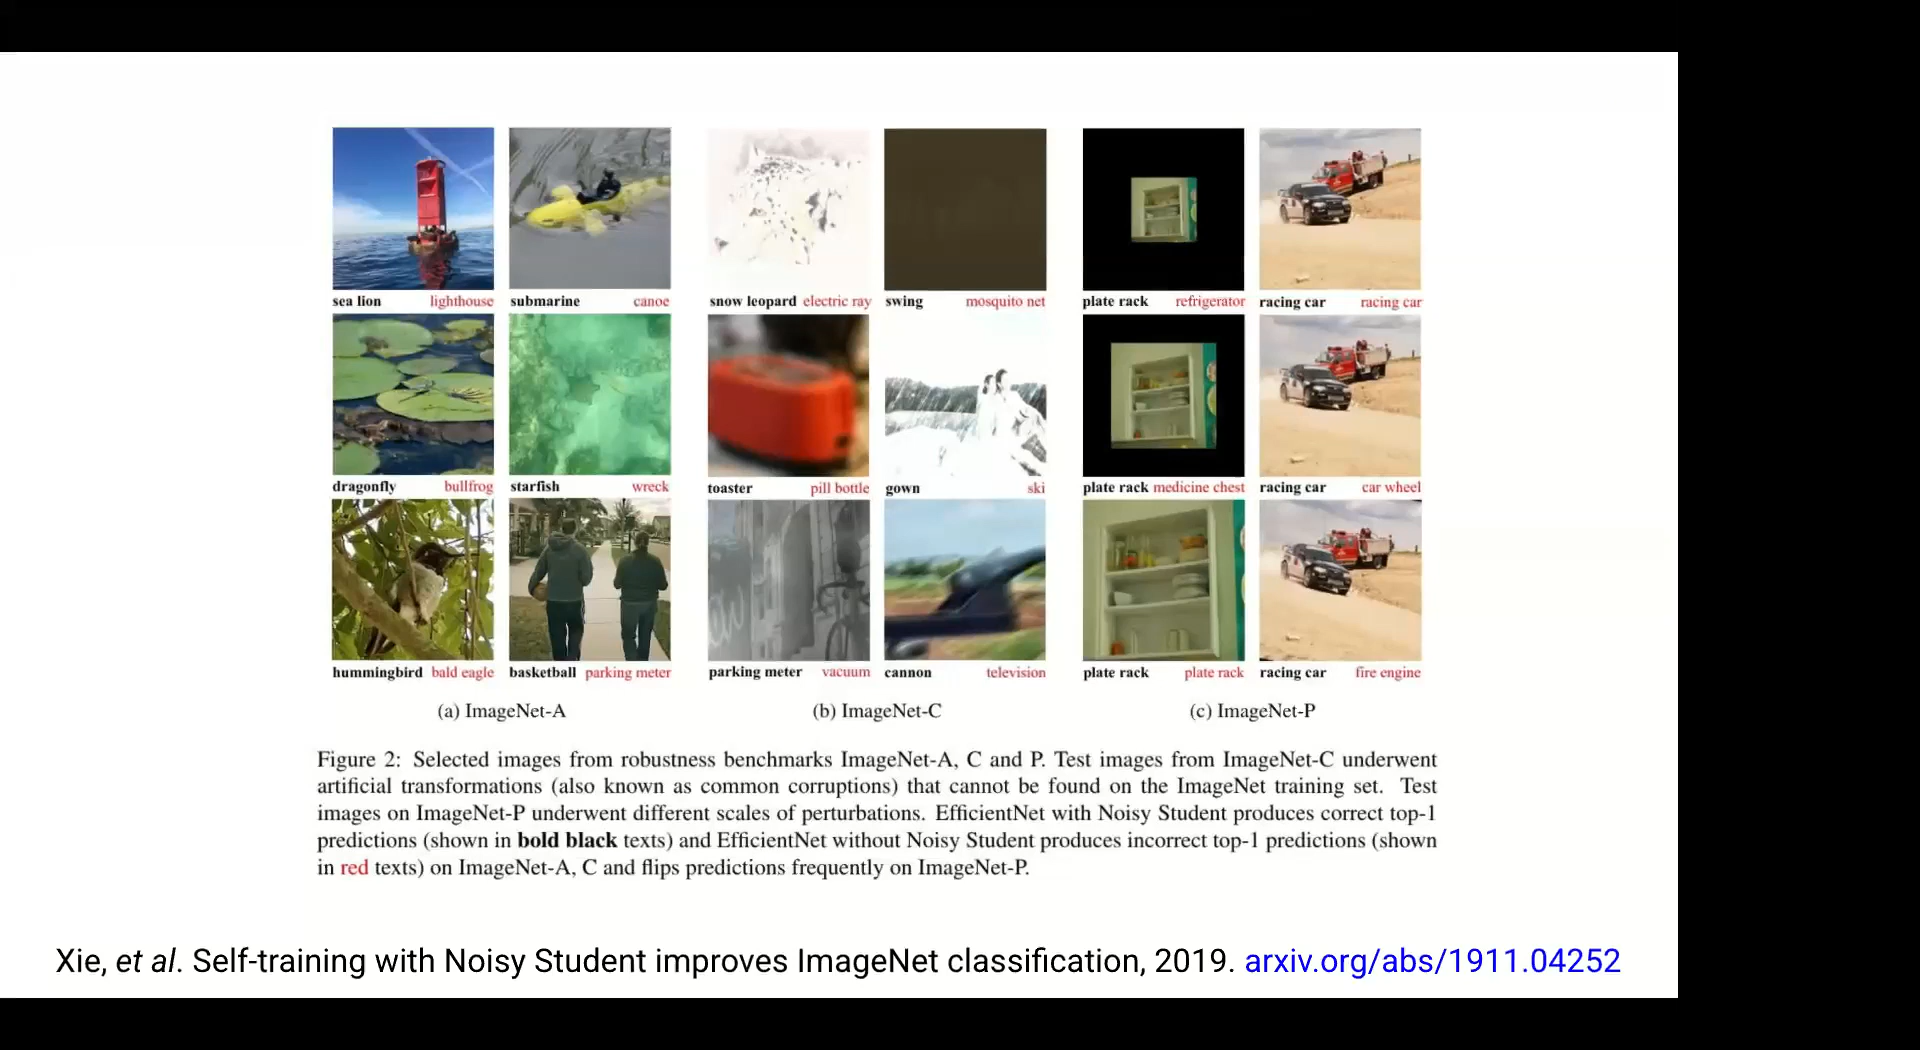 sea lion lighthouse submarine canoe snow leopard electric ray swing mosquito net plate rack refrigerator racing car racing car
dragonfly bullfrog starfish wreck toaster pill bottle gown ski plate rack medicine chest racing car car wheel
hummingbird bald eagle basketball parking meter parking meter vacuum cannon television plate rack plate rack racing car fire engine
(a) ImageNet-A (b) ImageNet-C (c) ImageNet-P
Figure 2: Selected images from robustness benchmarks ImageNet-A, C and P. Test images from ImageNet-C underwent
artificial transformations (also known as common corruptions) that cannot be found on the ImageNet training set. Test
images on ImageNet-P underwent different scales of perturbations. EfficientNet with Noisy Student produces correct top-1
predictions (shown in bold black texts) and EfficientNet without Noisy Student produces incorrect top-1 predictions (shown
in red texts) on ImageNet-A, C and flips predictions frequently on ImageNet-P.
Xie, et al. Self-training with Noisy Student improves ImageNet classification, 2019. arxiv.org/abs/1911.04252